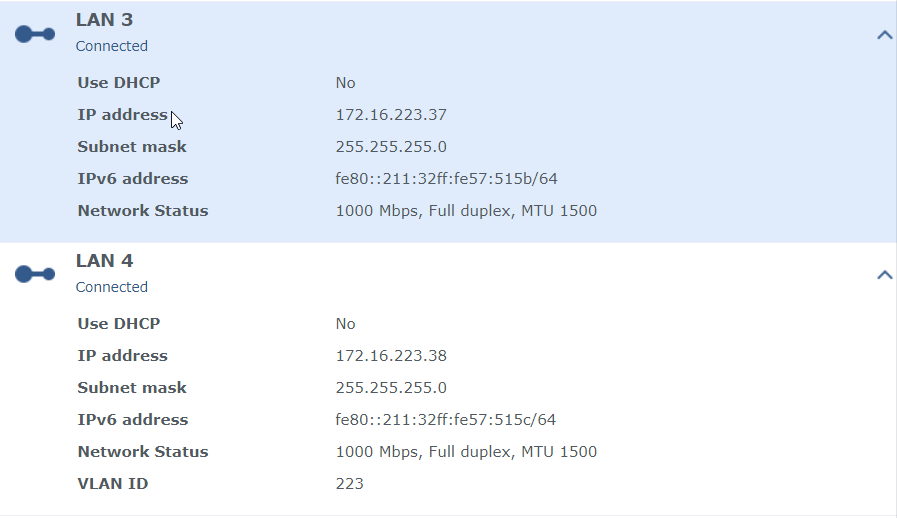 LAN 3
Connected
Use DHCP No
IP address 172.16.223.37
Subnet mask 255.255.255.0
IPv6 address fe80::211:32ff:fe57:515b/64
Network Status 1000 Mbps, Full duplex, MTU 1500
LAN 4
Connected
Use DHCP No
IP address 172.16.223.38
Subnet mask 255.255.255.0
IPv6 address fe80::211:32ff:fe57:515c/64
Network Status 1000 Mbps, Full duplex, MTU 1500
VLAN ID 223